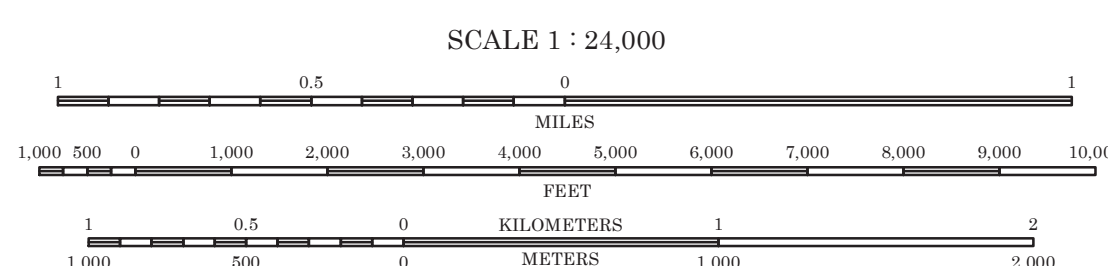 SCALE 1 : 24,000
1 0.5 0 1
MILES
1,000 500 0 1,000 2,000 3,000 4,000 5,000 6,000 7,000 8,000 9,000
FEET
1 0.5 0 KILOMETERS 1 2
1,000 500 0 METERS 1,000 2,000